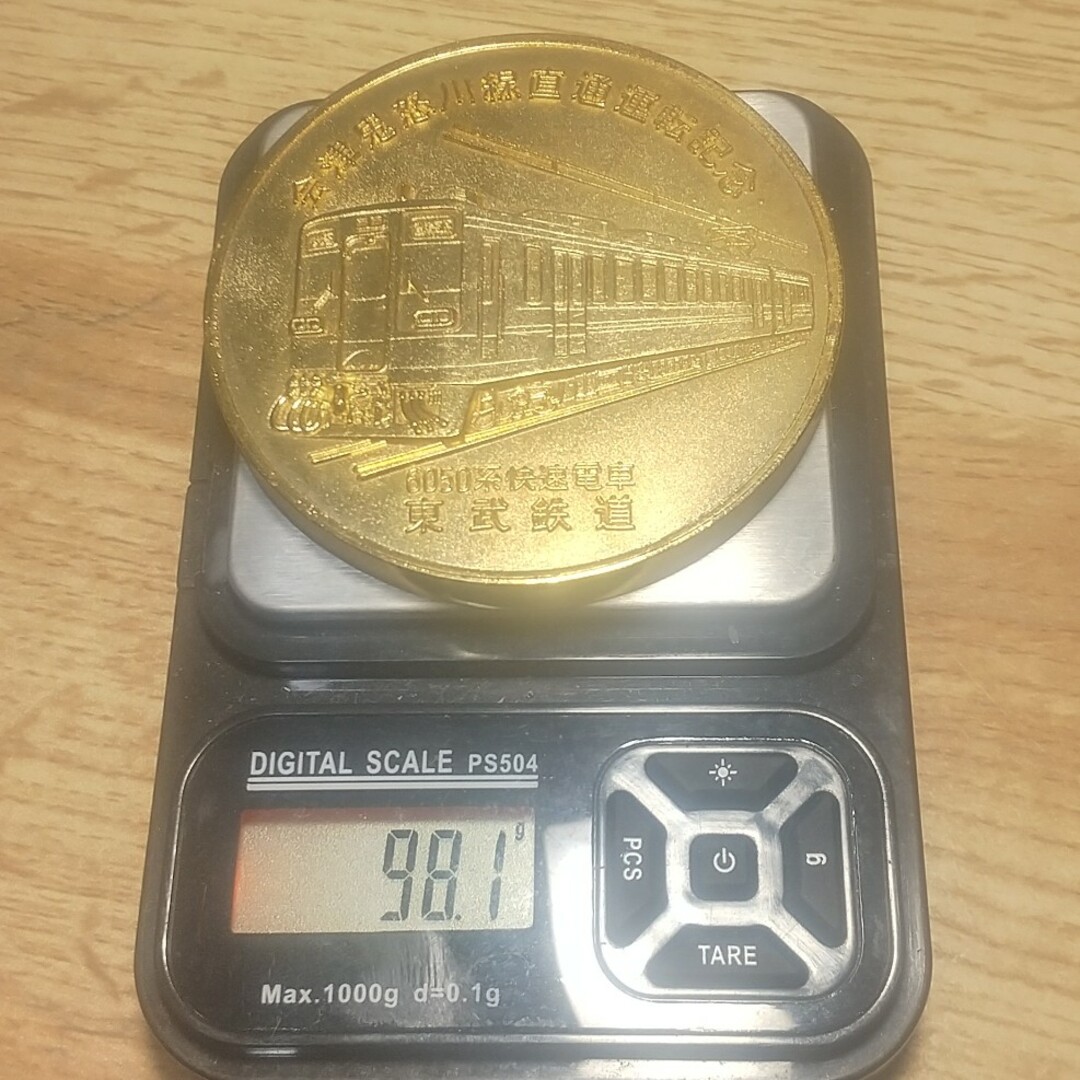 会津鬼怒川線直通運転記念
6050系快速電車
東武鉄道
DIGITAL SCALE PS504
98.1 g
PCS
g
TARE
Max.1000g d=0.1g